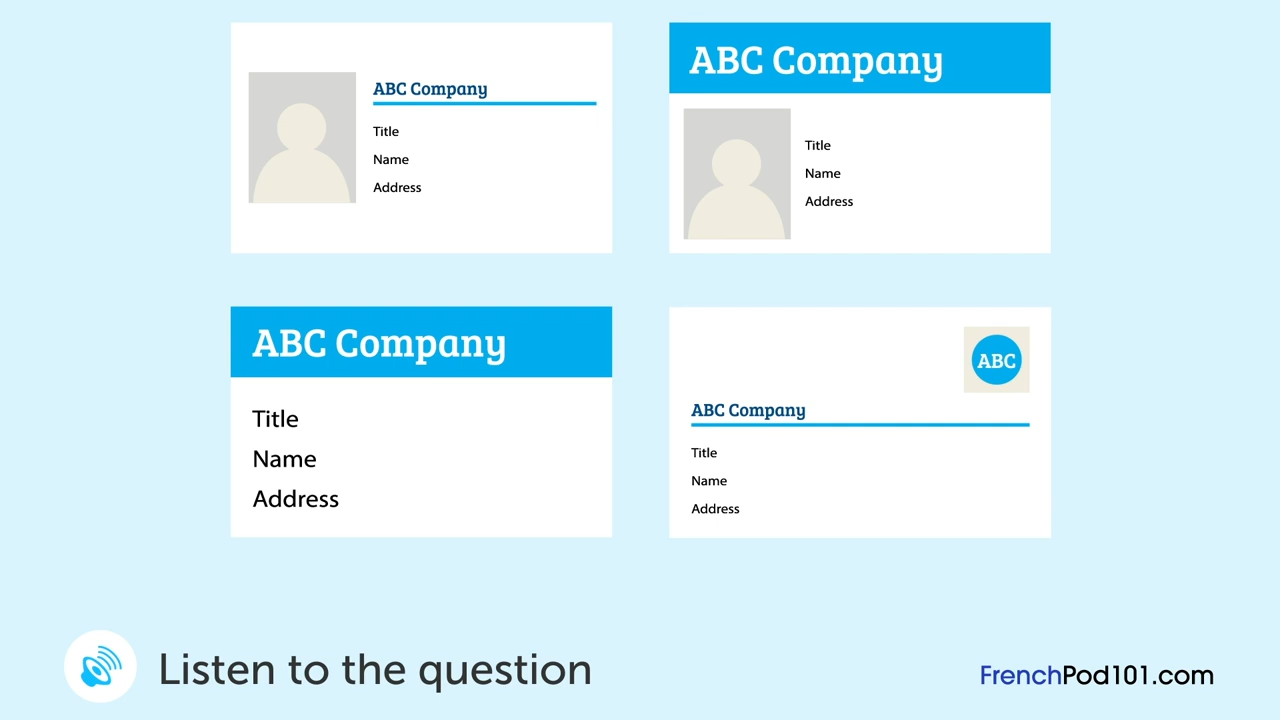 ABC Company
Title
Name
Address
ABC Company
Title
Name
Address
ABC Company
Title
Name
Address
ABC
ABC Company
Title
Name
Address
Listen to the question
FrenchPod101.com